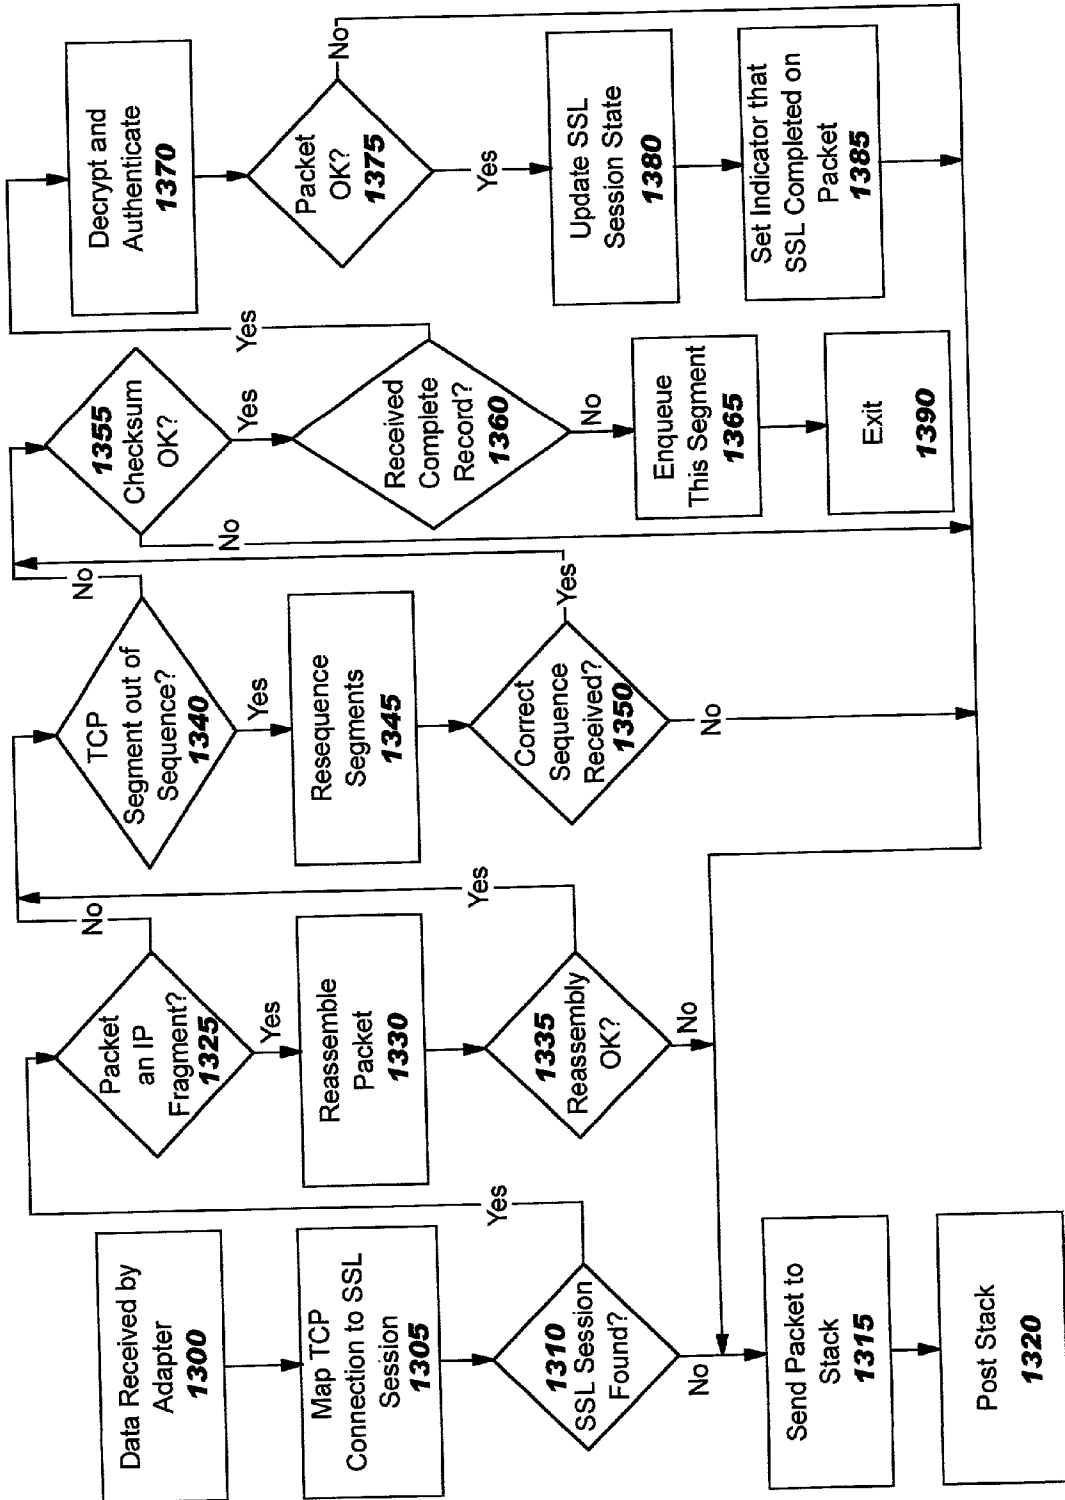 Data Received by
Adapter
1300
Map TCP
Connection to SSL
Session
1305
1310
SSL Session
Found?
Yes
No
Send Packet to
Stack
1315
Post Stack
1320
Packet
an IP
Fragment?
1325
No
Yes
Reassemble
Packet
1330
1335
Reassembly
OK?
Yes
No
TCP
Segment out of
Sequence?
1340
No
Yes
Resequence
Segments
1345
Correct
Sequence
Received?
1350
Yes
No
1355
Checksum
OK?
No
Yes
Received
Complete
Record?
1360
Yes
No
Enqueue
This Segment
1365
Exit
1390
Decrypt and
Authenticate
1370
Packet
OK?
1375
No
Yes
Update SSL
Session State
1380
Set Indicator that
SSL Completed on
Packet
1385